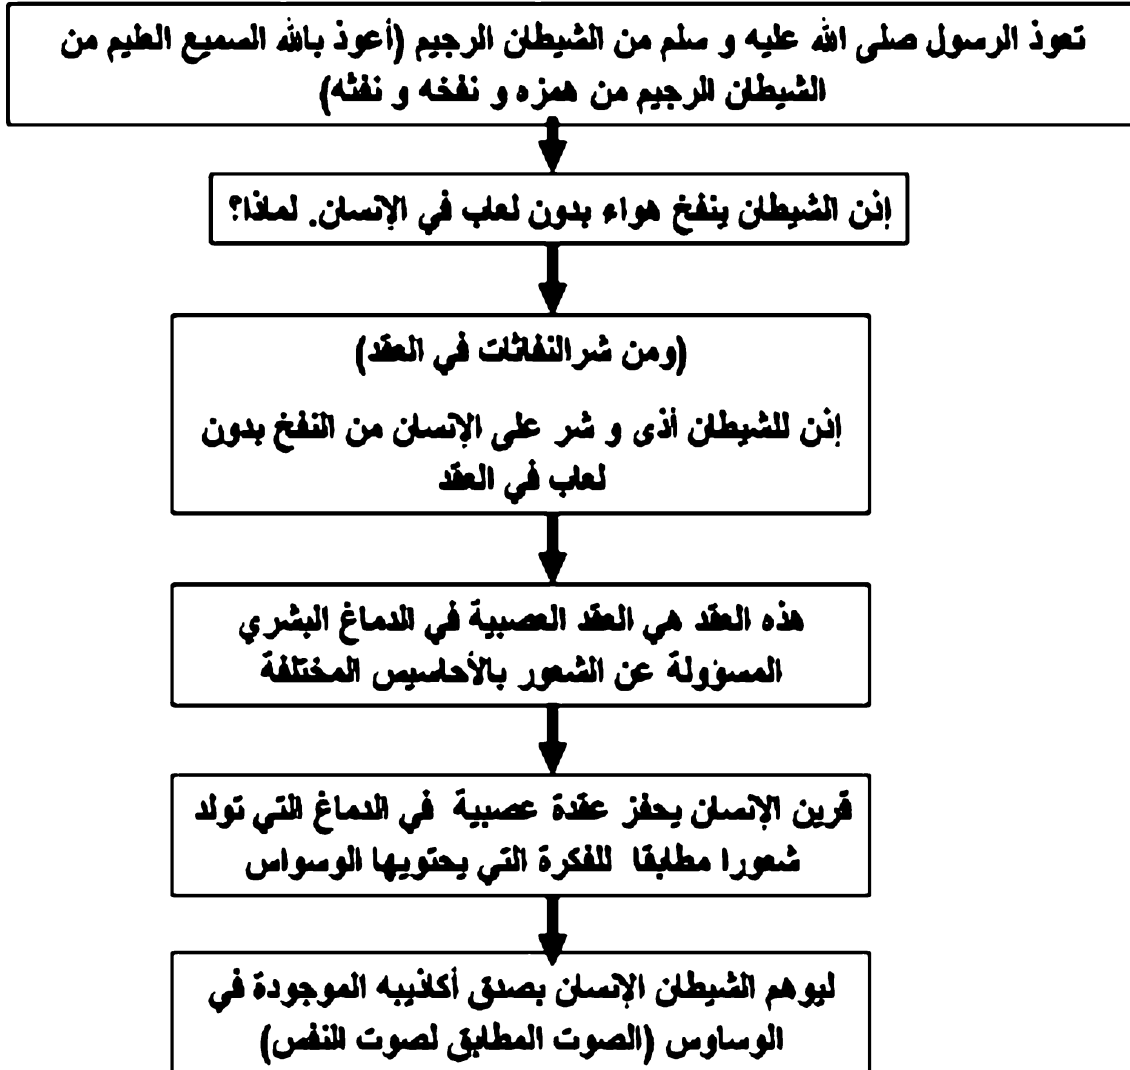 تعوذ الرسول صلى الله عليه و سلم من الشيطان الرجيم (أعوذ بالله السميع العليم من
الشيطان الرجيم من همزه و نفخه و نفثه)
إذن الشيطان ينفخ هواء بدون لعاب في الإنسان. لماذا؟
(ومن شرالنفاثات في العقد)
إذن للشيطان أذى و شر على الإنسان من النفخ بدون
لعاب في العقد
هذه العقد هي العقد العصبية في الدماغ البشري
المسؤولة عن الشعور بالأحاسيس المختلفة
قرين الإنسان يحفز عقدة عصبية في الدماغ التي تولد
شعورا مطابقا للفكرة التي يحتويها الوسواس
ليوهم الشيطان الإنسان بصدق أكاذيبه الموجودة في
الوساوس (الصوت المطابق لصوت النفس)